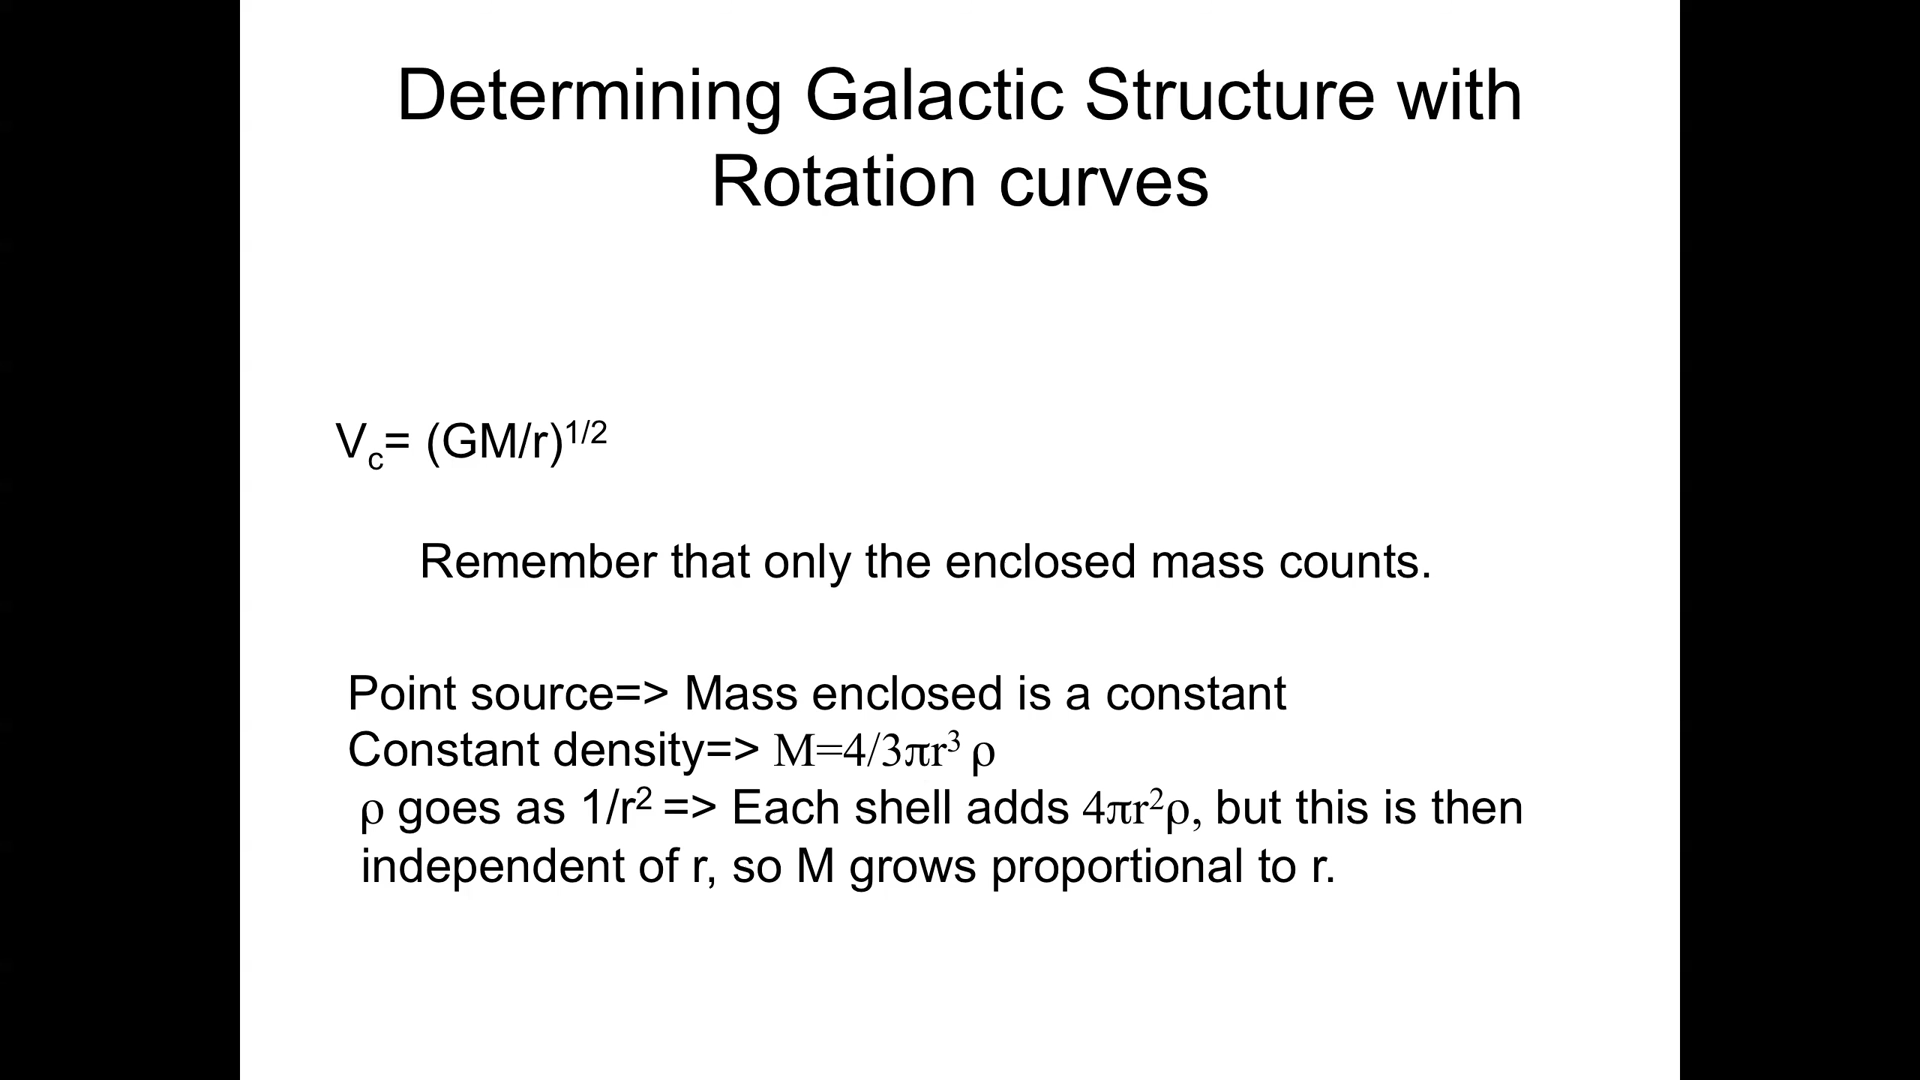 Determining Galactic Structure with
Rotation curves
Vc= (GM/r)1/2
Remember that only the enclosed mass counts.
Point source=> Mass enclosed is a constant
Constant density=> M=4/3πr³ ρ
ρ goes as 1/r² => Each shell adds 4πr²ρ, but this is then
independent of r, so M grows proportional to r.